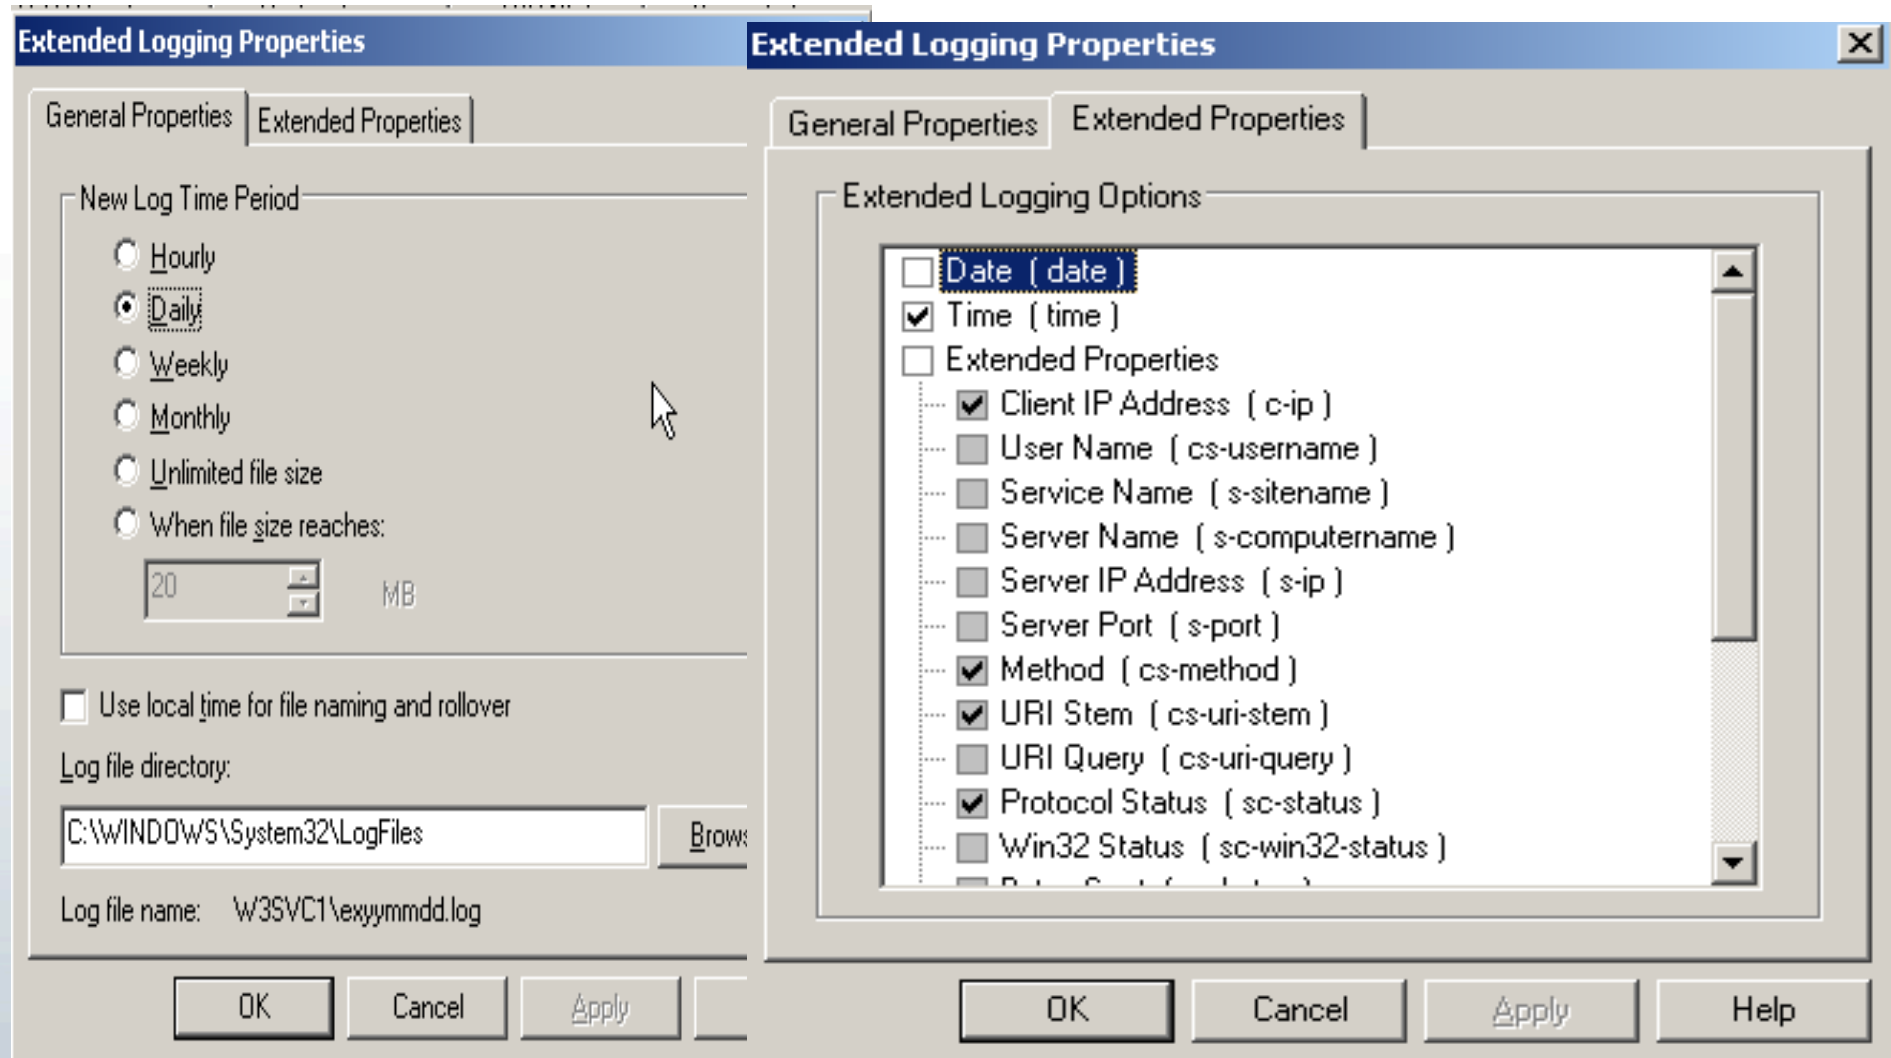 Extended Logging Properties
General Properties
Extended Properties
New Log Time Period
Hourly
Daily
Weekly
Monthly
Unlimited file size
When file size reaches:
20
MB
Use local time for file naming and rollover
Log file directory:
C:\WINDOWS\System32\LogFiles
Brows
Log file name: W3SVC1\exyymmdd.log
OK
Cancel
Apply
Extended Logging Properties
General Properties
Extended Properties
Extended Logging Options
Date ( date )
Time ( time )
Extended Properties
Client IP Address ( c-ip )
User Name ( cs-username )
Service Name ( s-sitename )
Server Name ( s-computername )
Server IP Address ( s-ip )
Server Port ( s-port )
Method ( cs-method )
URI Stem ( cs-uri-stem )
URI Query ( cs-uri-query )
Protocol Status ( sc-status )
Win32 Status ( sc-win32-status )
OK
Cancel
Apply
Help